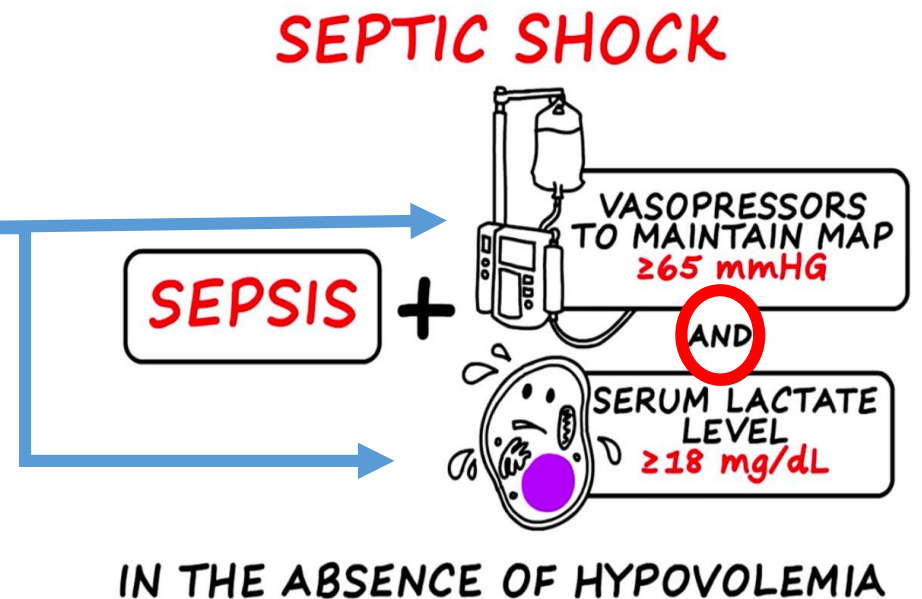 SEPTIC SHOCK
SEPSIS
+
VASOPRESSORS
TO MAINTAIN MAP
≥65 mmHG
AND
SERUM LACTATE
LEVEL
≥18 mg/dL
IN THE ABSENCE OF HYPOVOLEMIA